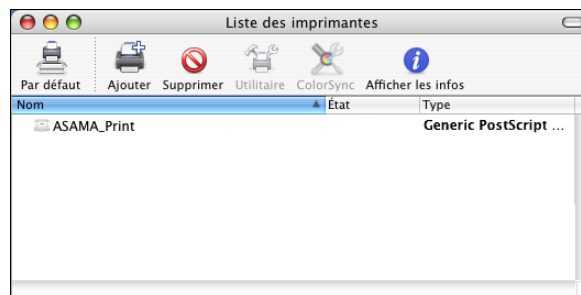 Liste des imprimantes
Par défaut Ajouter Supprimer Utilitaire ColorSync Afficher les infos
Nom État Type
ASAMA_Print Generic PostScript ...